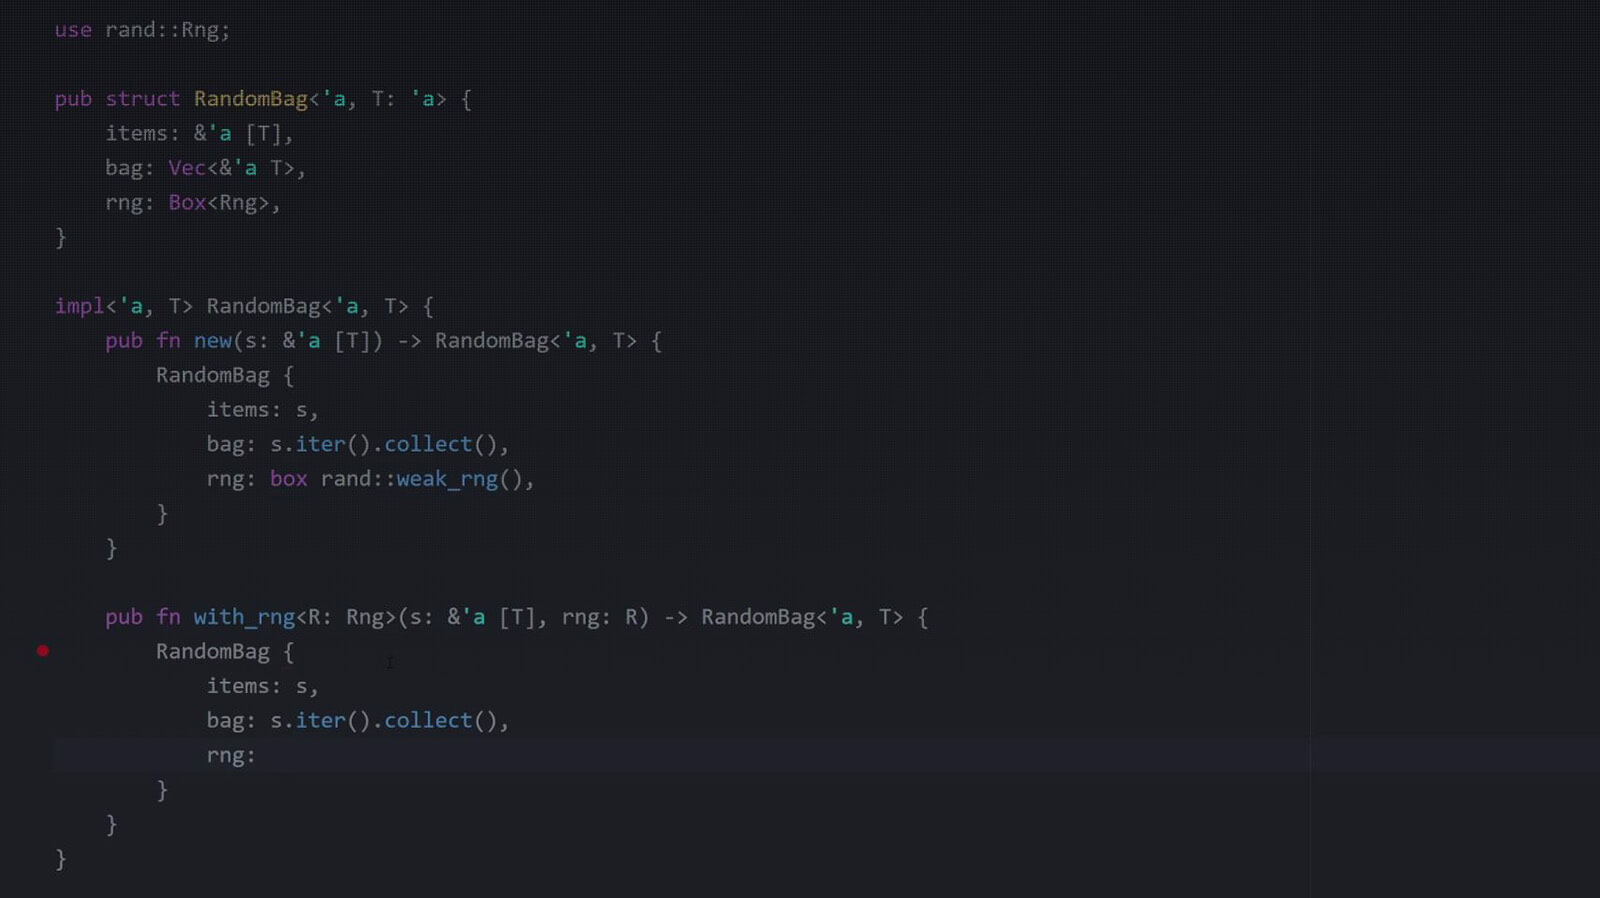 use rand::Rng;
pub struct RandomBag<'a, T: 'a> {
    items: &'a [T],
    bag: Vec<&'a T>,
    rng: Box<Rng>,
}
impl<'a, T> RandomBag<'a, T> {
    pub fn new(s: &'a [T]) -> RandomBag<'a, T> {
        RandomBag {
            items: s,
            bag: s.iter().collect(),
            rng: box rand::weak_rng(),
        }
    }
    pub fn with_rng<R: Rng>(s: &'a [T], rng: R) -> RandomBag<'a, T> {
        RandomBag {
            items: s,
            bag: s.iter().collect(),
            rng:
        }
    }
}